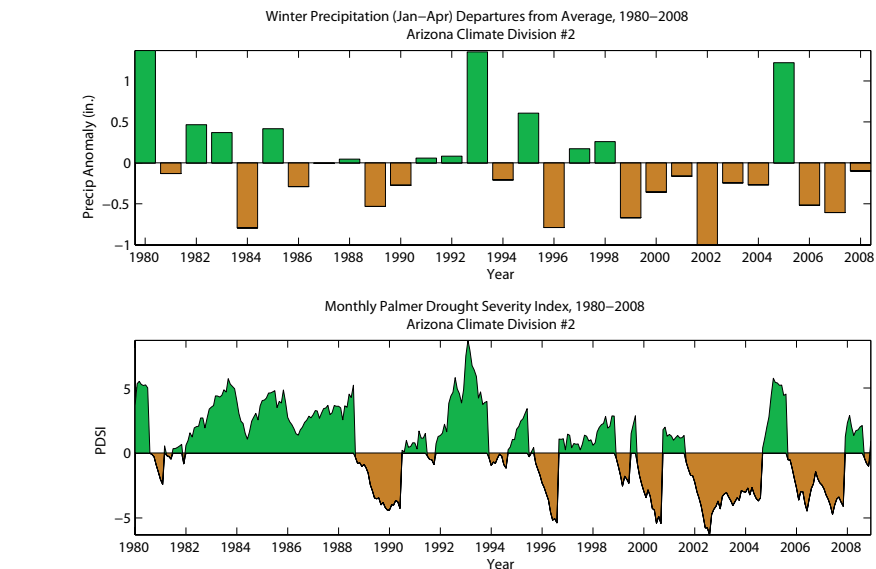 Winter Precipitation (Jan−Apr) Departures from Average, 1980−2008
Arizona Climate Division #2
Precip Anomaly (in.)
1
0.5
0
−0.5
−1
1980 1982 1984 1986 1988 1990 1992 1994 1996 1998 2000 2002 2004 2006 2008
Year
Monthly Palmer Drought Severity Index, 1980−2008
Arizona Climate Division #2
PDSI
5
0
−5
1980 1982 1984 1986 1988 1990 1992 1994 1996 1998 2000 2002 2004 2006 2008
Year